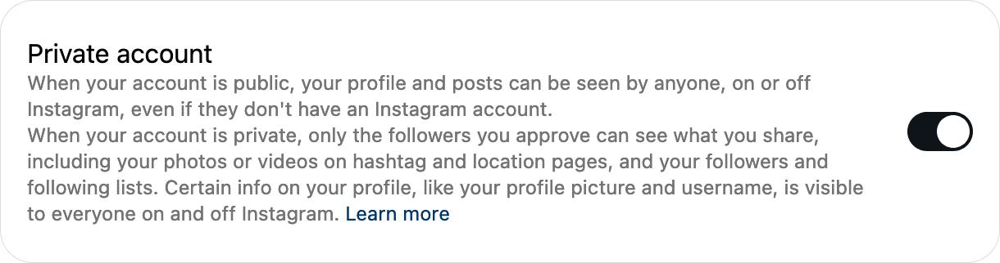 Private account
When your account is public, your profile and posts can be seen by anyone, on or off
Instagram, even if they don't have an Instagram account.
When your account is private, only the followers you approve can see what you share,
including your photos or videos on hashtag and location pages, and your followers and
following lists. Certain info on your profile, like your profile picture and username, is visible
to everyone on and off Instagram. Learn more